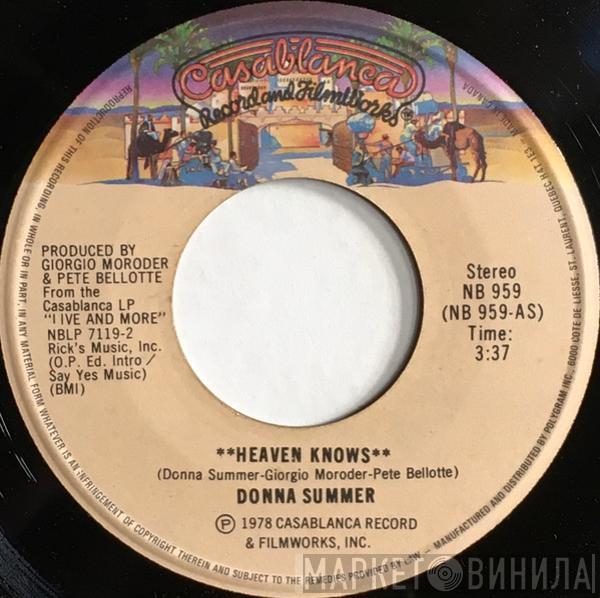 Casablanca
Record and FilmWorks
PRODUCED BY
GIORGIO MORODER
& PETE BELLOTTE
From the
Casablanca LP
"LIVE AND MORE"
NBLP 7119-2
Rick's Music, Inc.
(O.P. Ed. Intro /
Say Yes Music)
(BMI)
Stereo
NB 959
(NB 959-AS)
Time:
3:37
**HEAVEN KNOWS**
(Donna Summer-Giorgio Moroder-Pete Bellotte)
DONNA SUMMER
Ⓟ 1978 CASABLANCA RECORD
& FILMWORKS, INC.
REPRODUCTION OF THIS RECORDING, IN WHOLE OR IN PART, IN ANY MATERIAL FORM WHATEVER IS AN INFRINGEMENT OF COPYRIGHT THEREIN AND SUBJECT TO THE REMEDIES PROVIDED BY LAW – MANUFACTURED AND DISTRIBUTED BY POLYGRAM INC., 6000 COTE DE LIESSE, ST. LAURENT, QUEBEC H4T 1E3 MADE IN CANADA
МАРКЕТ ВИНИЛА